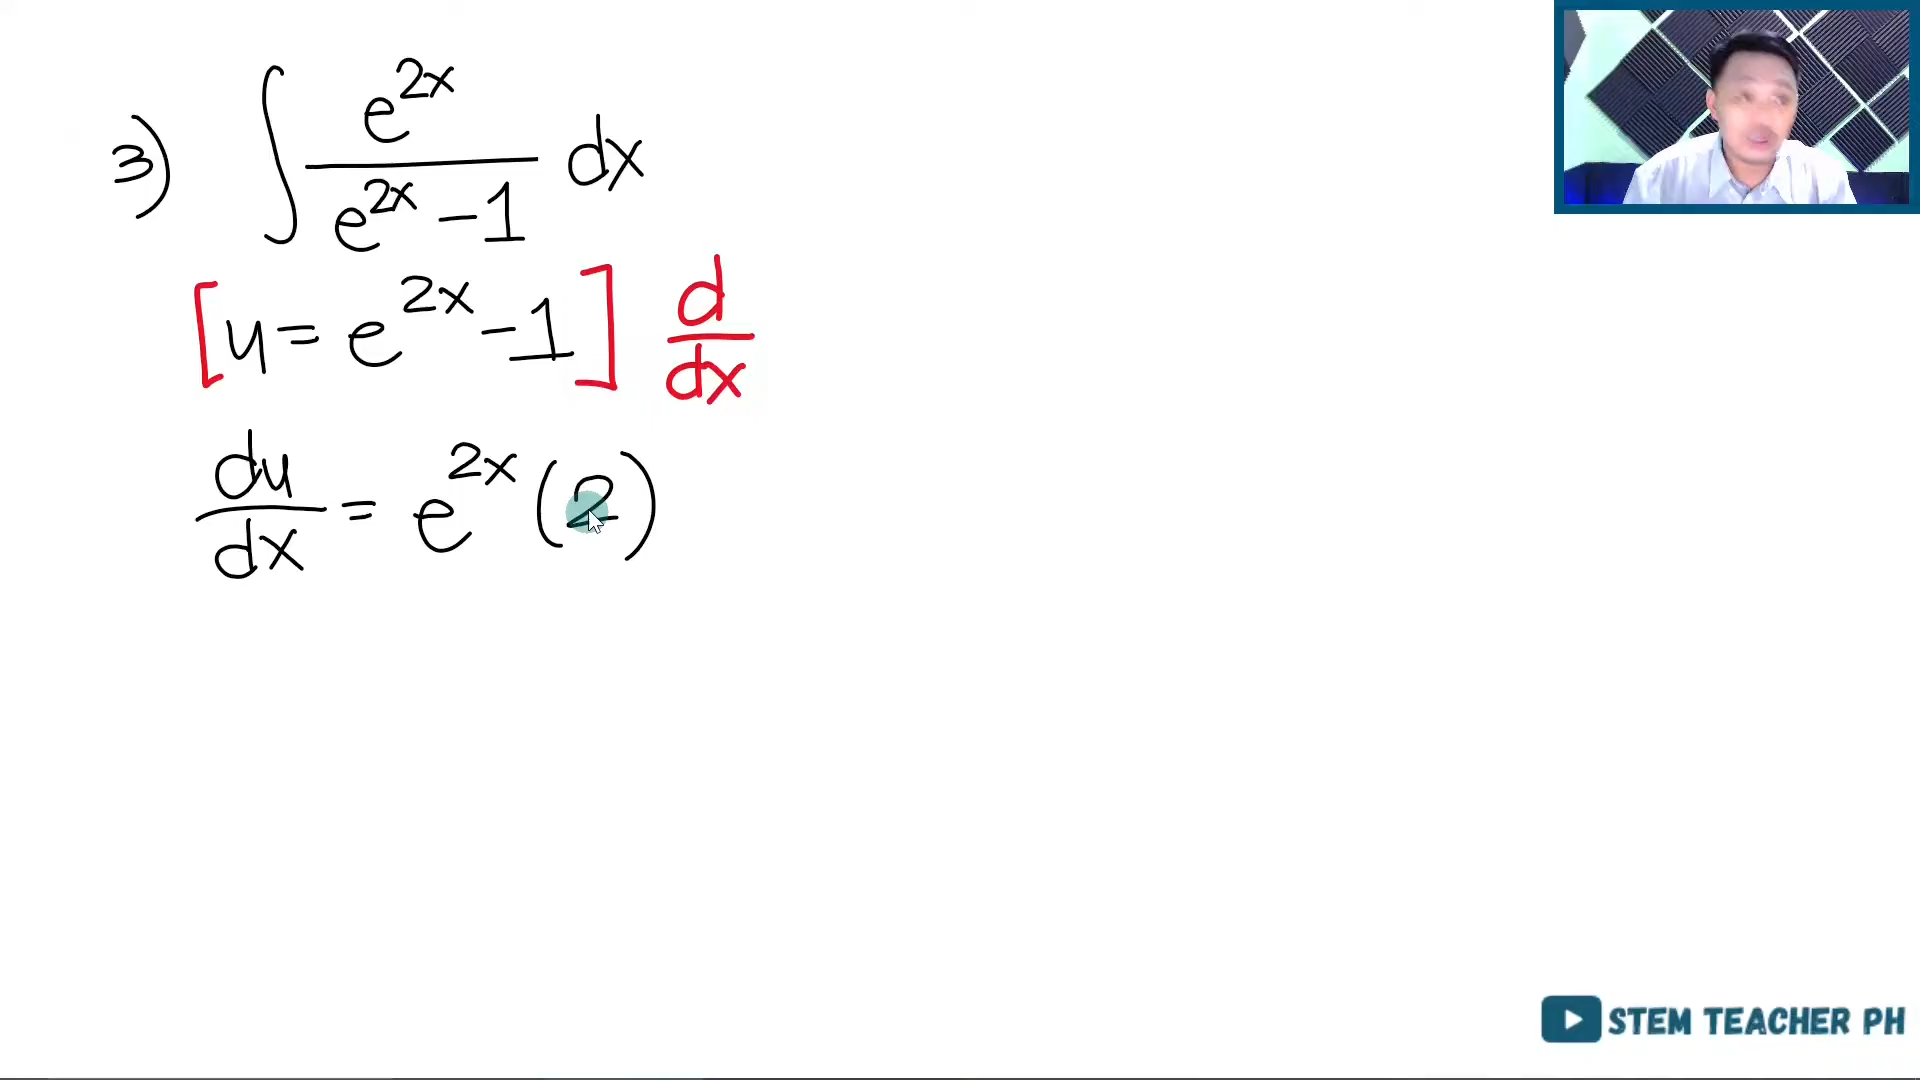 3) ∫ e^{2x} / (e^{2x} - 1) dx
[u = e^{2x} - 1] d/dx
du/dx = e^{2x} (2)
STEM TEACHER PH